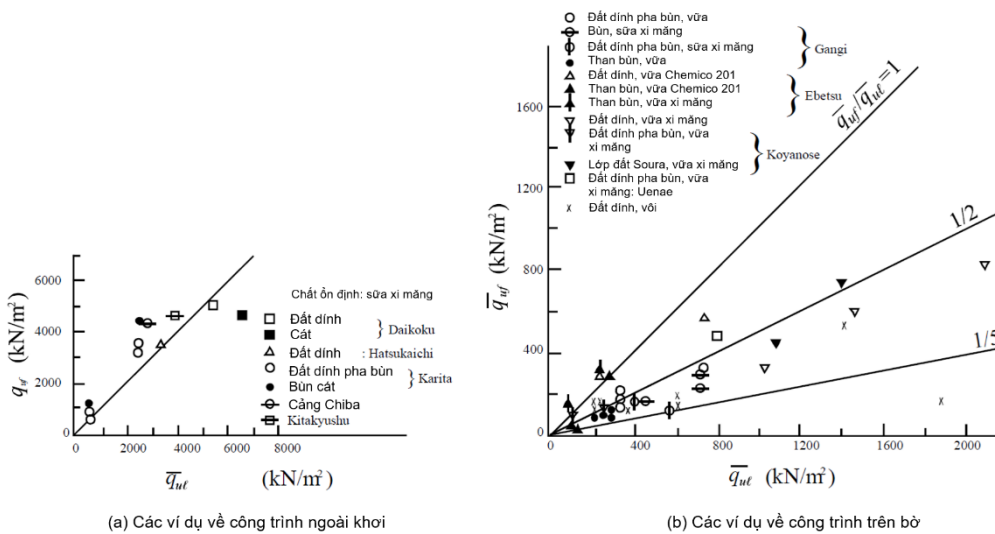 6000
4000
2000
0
q̅uf (kN/m²)
0 2000 4000 6000 8000
q̅uℓ (kN/m²)
Chất ổn định: sữa xi măng
Đất dính
Cát
} Daikoku
Đất dính : Hatsukaichi
Đất dính pha bùn
Bùn cát
} Karita
Cảng Chiba
Kitakyushu
(a) Các ví dụ về công trình ngoài khơi
Đất dính pha bùn, vữa
Bùn, sữa xi măng
Đất dính pha bùn, sữa xi măng
Than bùn, vữa
} Gangi
Đất dính, vữa Chemico 201
Than bùn, vữa Chemico 201
Than bùn, vữa xi măng
} Ebetsu
Đất dính, vữa xi măng
Đất dính pha bùn, vữa
xi măng
Lớp đất Soura, vữa xi măng
} Koyanose
Đất dính pha bùn, vữa
xi măng: Uenae
Đất dính, vôi
q̅uf/q̅uℓ=1
1/2
1/5
1600
1200
800
400
0
q̅uf (kN/m²)
0 400 800 1200 1600 2000
q̅uℓ (kN/m²)
(b) Các ví dụ về công trình trên bờ